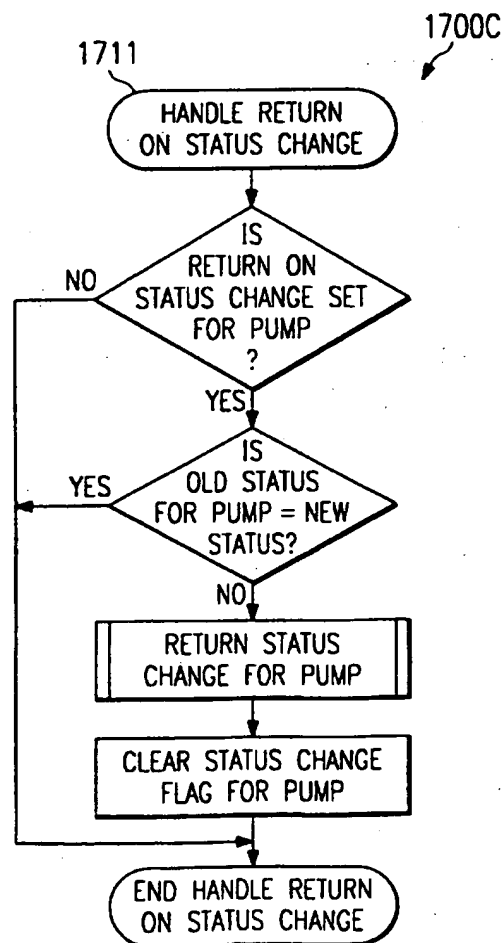 1700C
1711
HANDLE RETURN
ON STATUS CHANGE
IS
RETURN ON
STATUS CHANGE SET
FOR PUMP
?
NO
YES
IS
OLD STATUS
FOR PUMP = NEW
STATUS?
YES
NO
RETURN STATUS
CHANGE FOR PUMP
CLEAR STATUS CHANGE
FLAG FOR PUMP
END HANDLE RETURN
ON STATUS CHANGE